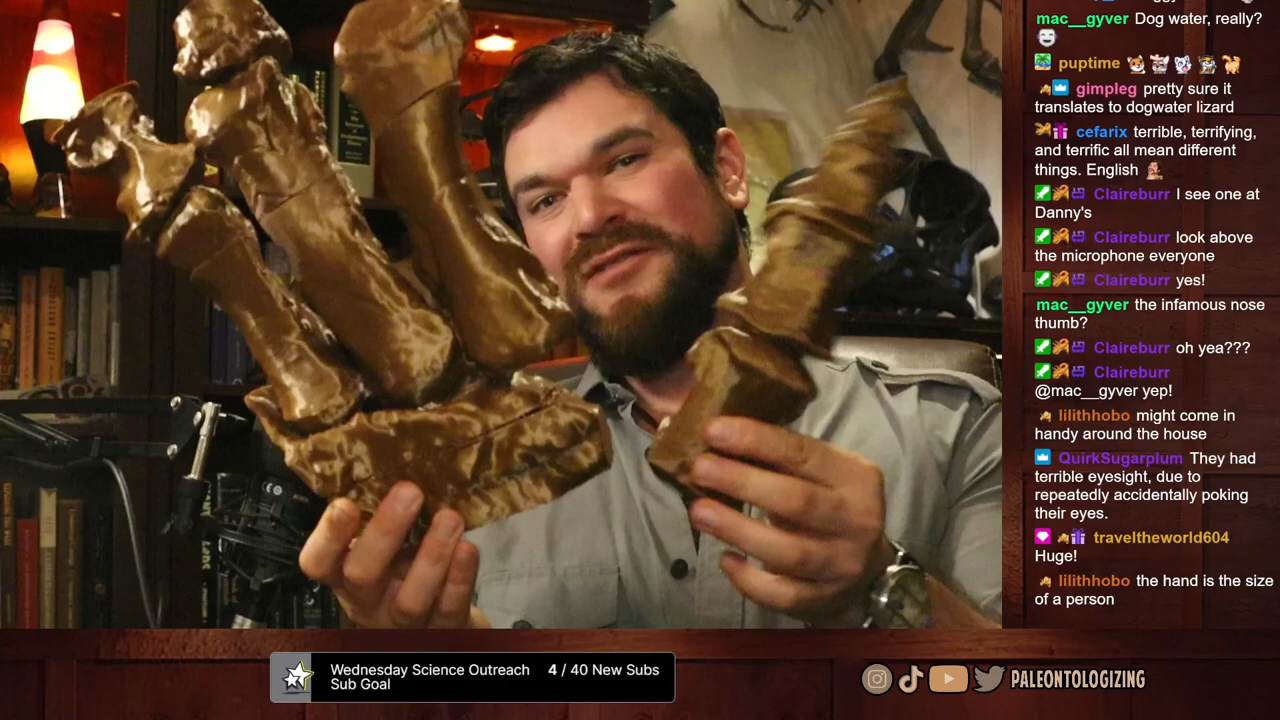 mac__gyver Dog water, really?
puptime
gimpleg pretty sure it
translates to dogwater lizard
cefarix terrible, terrifying,
and terrific all mean different
things. English
Claireburr I see one at
Danny's
Claireburr look above
the microphone everyone
Claireburr yes!
mac__gyver the infamous nose
thumb?
Claireburr oh yea???
Claireburr
@mac__gyver yep!
lilithhobo might come in
handy around the house
QuirkSugarplum They had
terrible eyesight, due to
repeatedly accidentally poking
their eyes.
traveltheworld604
Huge!
lilithhobo the hand is the size
of a person
Wednesday Science Outreach 4 / 40 New Subs
Sub Goal
PALEONTOLOGIZING